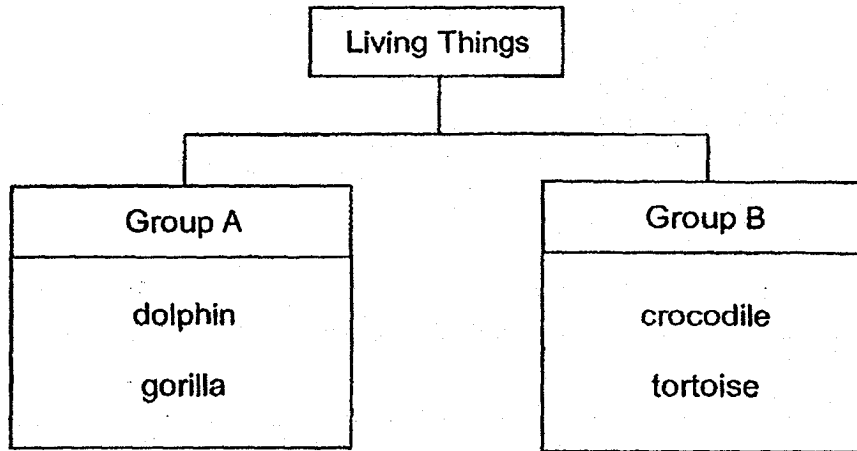 Living Things
Group A
dolphin
gorilla
Group B
crocodile
tortoise